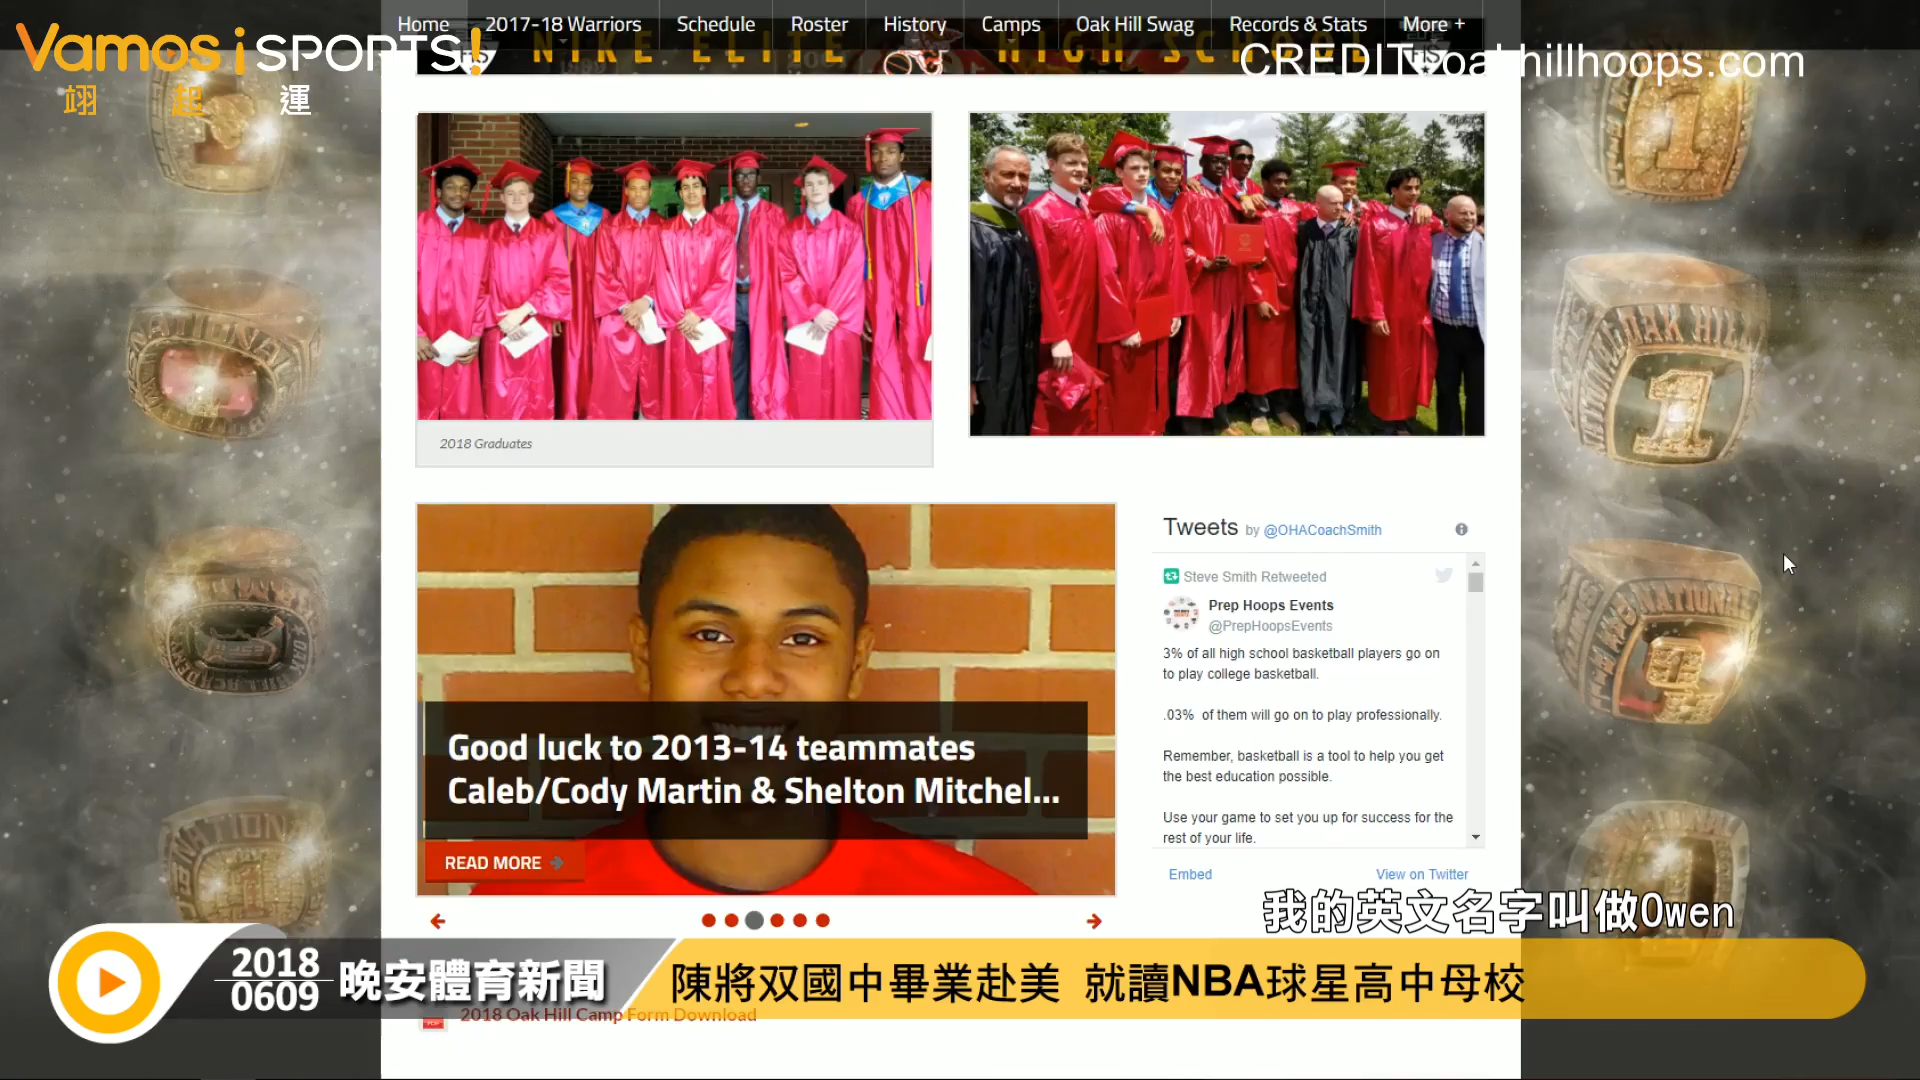 Home 2017-18 Warriors Schedule Roster History Camps Oak Hill Swag Records & Stats More +
Vamos i SPORTS!
翊 起 運
NIKE ELITE HIGH
CREDIT: oakhillhoops.com
2018 Graduates
Tweets by @OHACoachSmith
Steve Smith Retweeted
Prep Hoops Events
@PrepHoopsEvents
3% of all high school basketball players go on
to play college basketball.
.03% of them will go on to play professionally.
Remember, basketball is a tool to help you get
the best education possible.
Use your game to set you up for success for the
rest of your life.
Embed View on Twitter
Good luck to 2013-14 teammates
Caleb/Cody Martin & Shelton Mitchel...
READ MORE
我的英文名字叫做Owen
2018
0609
晚安體育新聞
陳將双國中畢業赴美 就讀NBA球星高中母校
2018 Oak Hill Camp Form Download